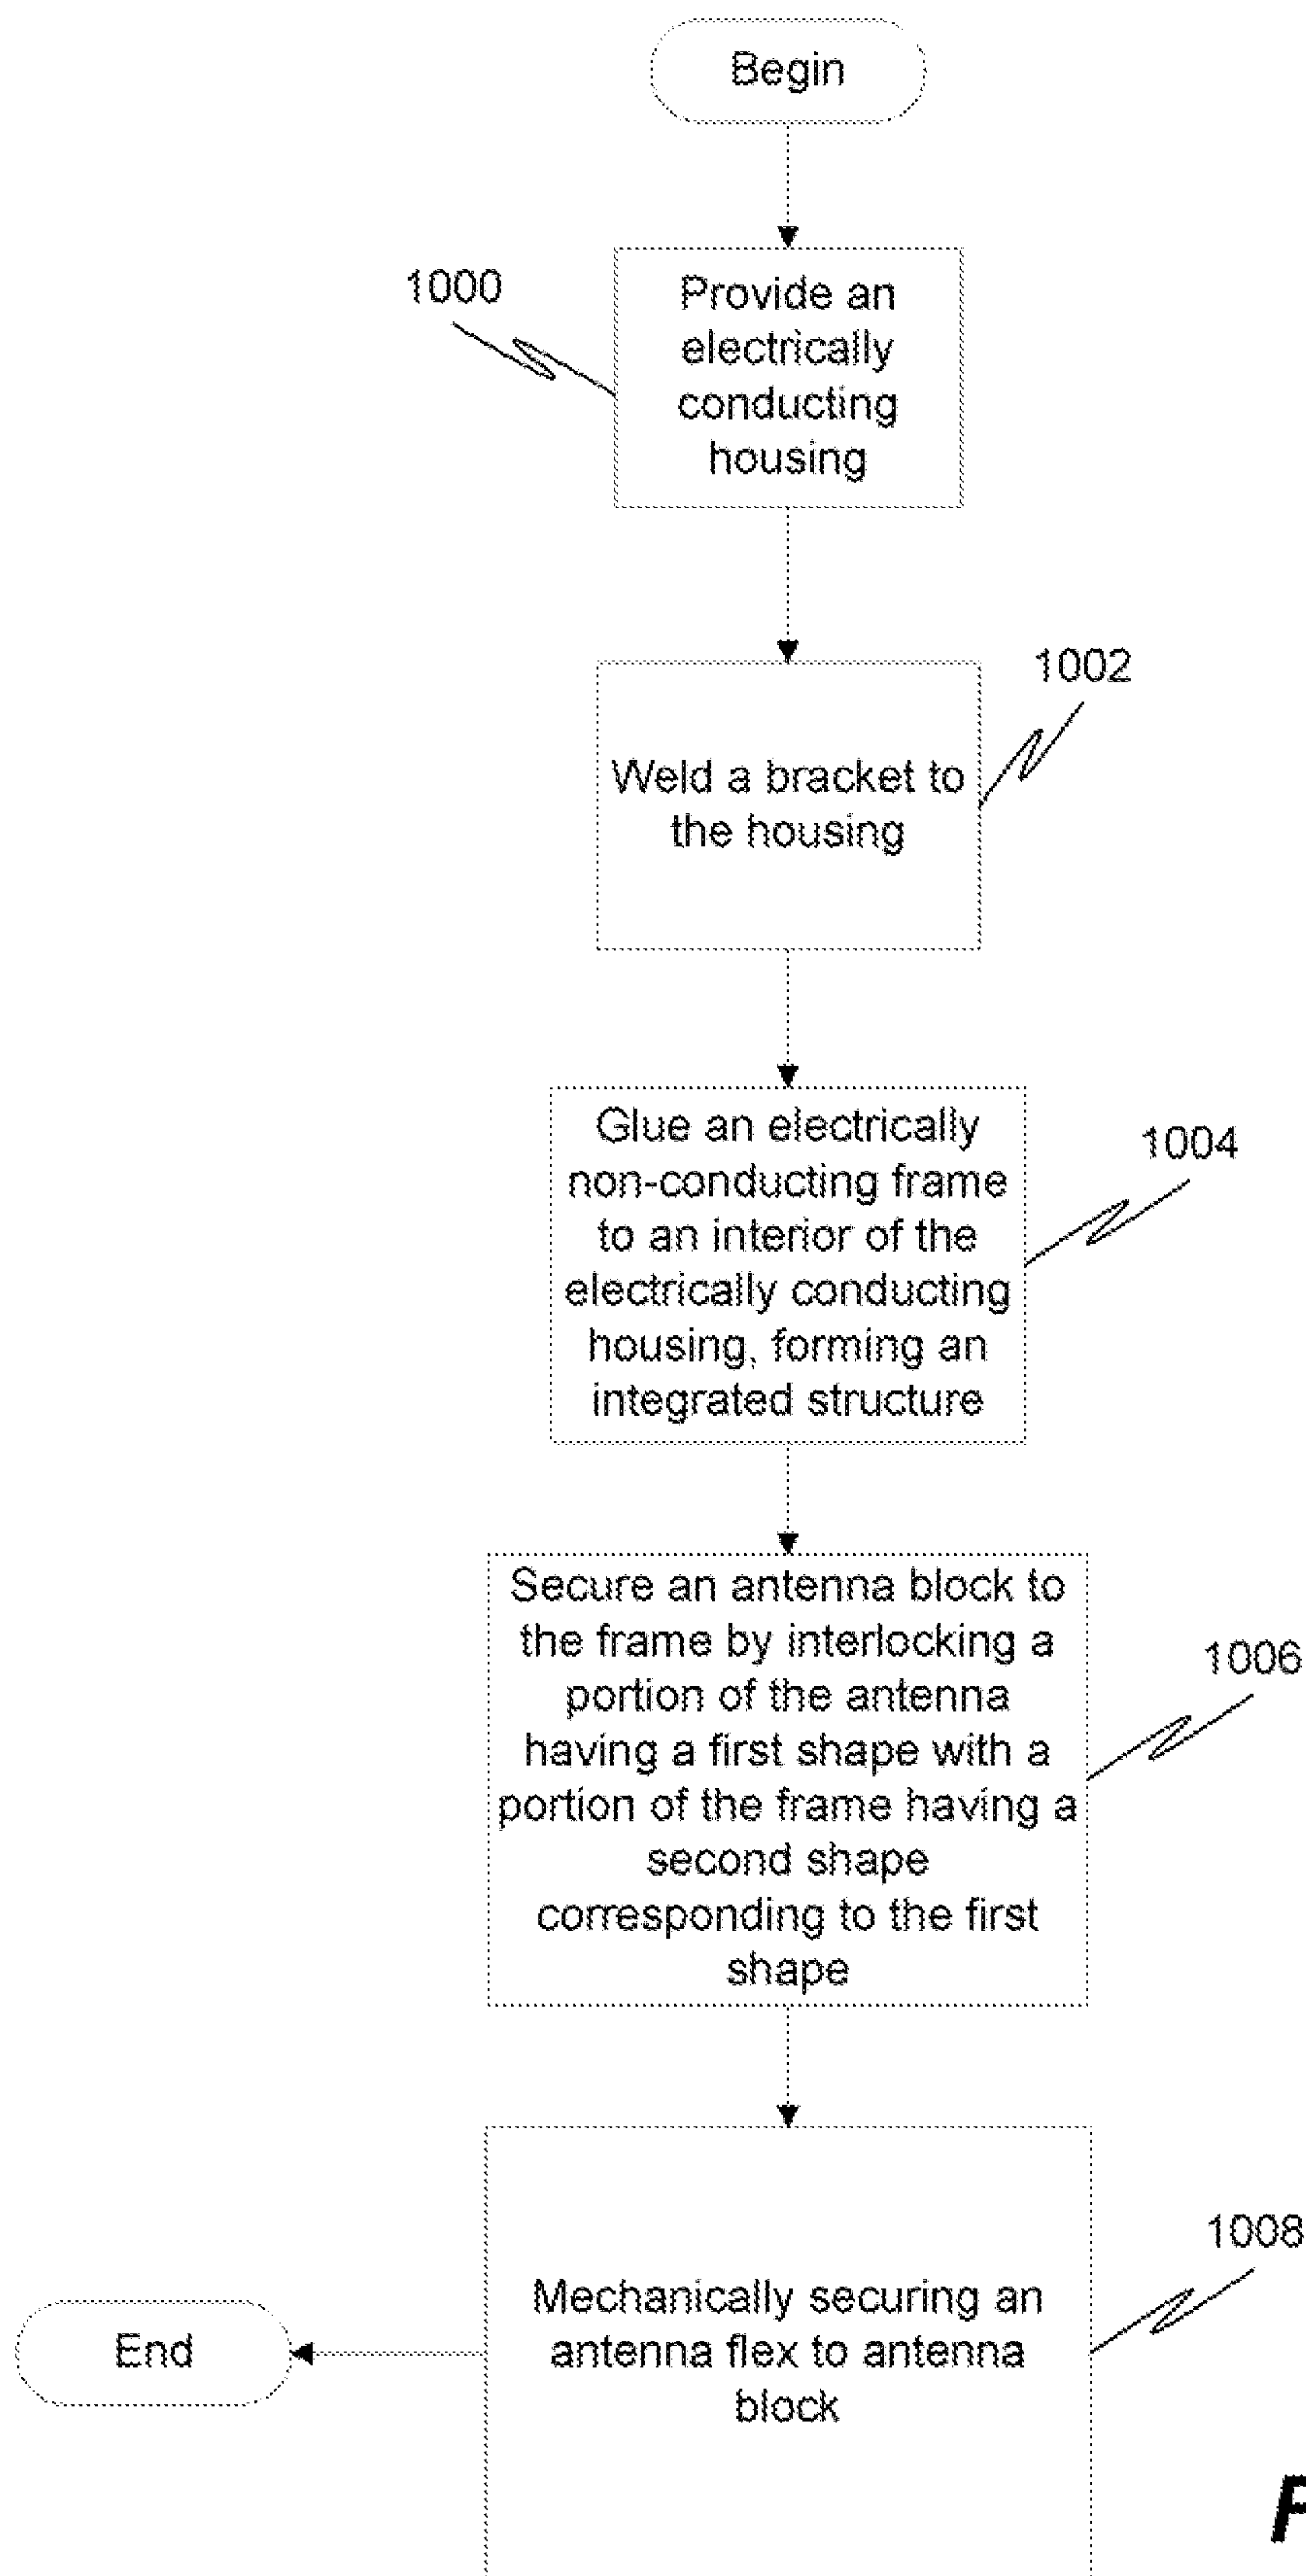 Begin
1000
Provide an
electrically
conducting
housing
1002
Weld a bracket to
the housing
1004
Glue an electrically
non-conducting frame
to an interior of the
electrically conducting
housing, forming an
integrated structure
1006
Secure an antenna block to
the frame by interlocking a
portion of the antenna
having a first shape with a
portion of the frame having a
second shape
corresponding to the first
shape
1008
Mechanically securing an
antenna flex to antenna
block
End